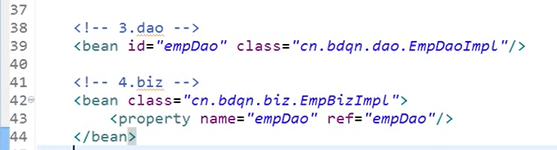 37
38 <!-- 3.dao -->
39 <bean id="empDao" class="cn.bdqn.dao.EmpDaoImpl"/>
40
41 <!-- 4.biz -->
42 <bean class="cn.bdqn.biz.EmpBizImpl">
43 <property name="empDao" ref="empDao"/>
44 </bean>